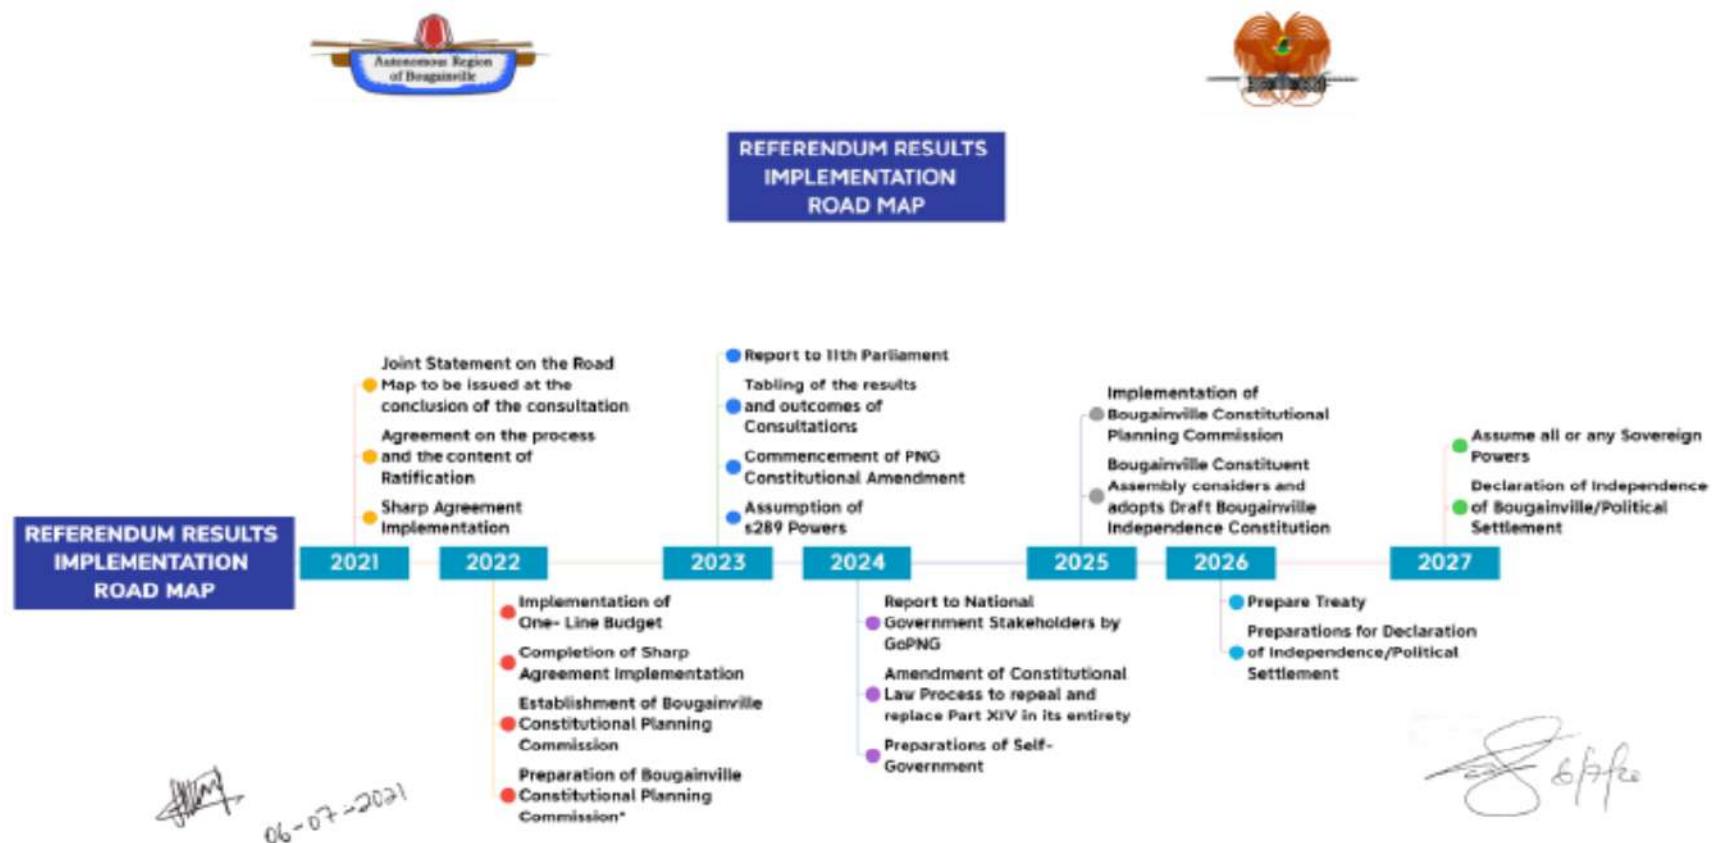 Autonomous Region
of Bougainville
REFERENDUM RESULTS
IMPLEMENTATION
ROAD MAP
REFERENDUM RESULTS
IMPLEMENTATION
ROAD MAP
2021
Joint Statement on the Road
Map to be issued at the
conclusion of the consultation
Agreement on the process
and the content of
Ratification
Sharp Agreement
Implementation
2022
Implementation of
One- Line Budget
Completion of Sharp
Agreement Implementation
Establishment of Bougainville
Constitutional Planning
Commission
Preparation of Bougainville
Constitutional Planning
Commission*
2023
Report to 11th Parliament
Tabling of the results
and outcomes of
Consultations
Commencement of PNG
Constitutional Amendment
Assumption of
s289 Powers
2024
Report to National
Government Stakeholders by
GoPNG
Amendment of Constitutional
Law Process to repeal and
replace Part XIV in its entirety
Preparations of Self-
Government
2025
Implementation of
Bougainville Constitutional
Planning Commission
Bougainville Constituent
Assembly considers and
adopts Draft Bougainville
Independence Constitution
2026
Prepare Treaty
Preparations for Declaration
of Independence/Political
Settlement
2027
Assume all or any Sovereign
Powers
Declaration of Independence
of Bougainville/Political
Settlement
06-07-2021